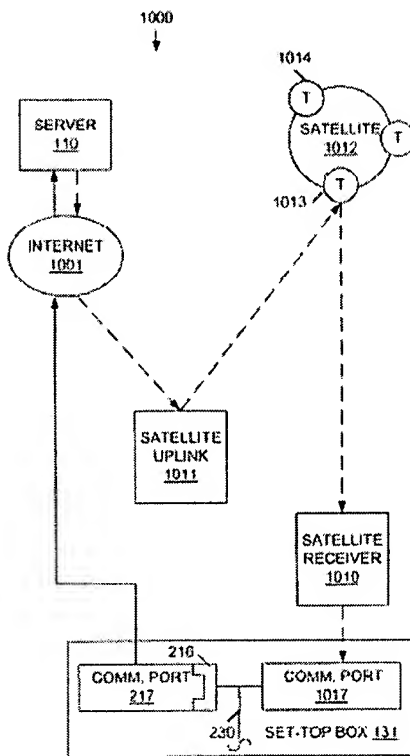 1000
1014
T
SERVER
110
SATELLITE
1012
T
1013
T
INTERNET
1001
SATELLITE
UPLINK
1011
SATELLITE
RECEIVER
1010
216
COMM. PORT
217
COMM. PORT
1017
230
SET-TOP BOX 131